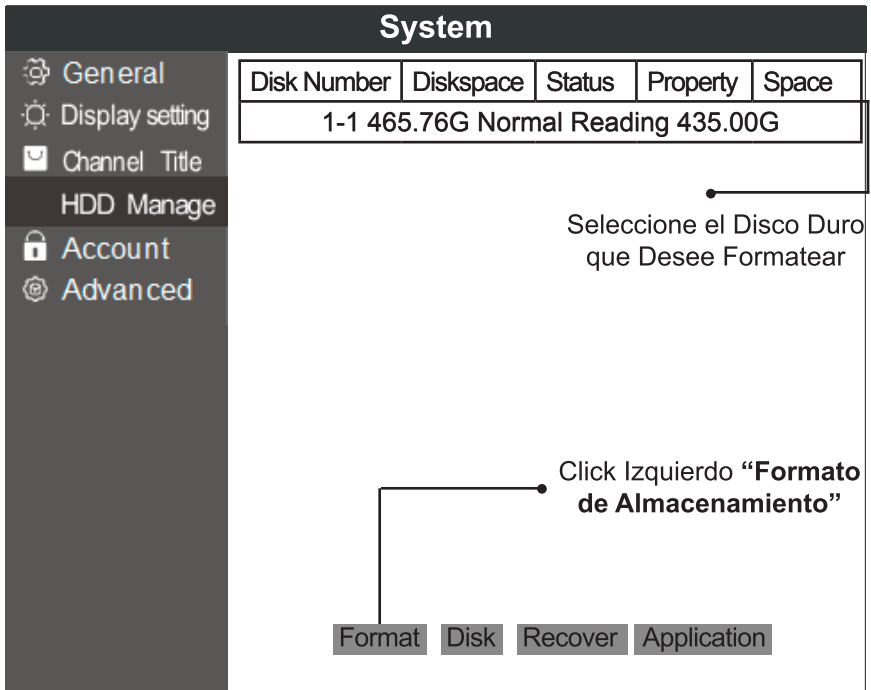 System
General
Display setting
Channel Title
HDD Manage
Account
Advanced
Disk Number Diskspace Status Property Space
1-1 465.76G Normal Reading 435.00G
Seleccione el Disco Duro
que Desee Formatear
Click Izquierdo “Formato
de Almacenamiento”
Format Disk Recover Application